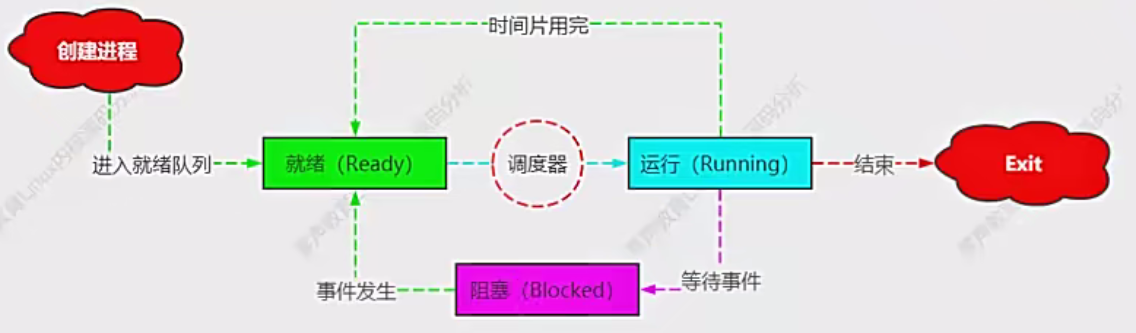 时间片用完
创建进程
进入就绪队列
就绪（Ready）
调度器
运行（Running）
结束
Exit
事件发生
阻塞（Blocked）
等待事件